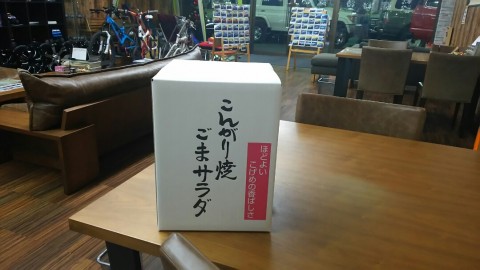 こんがり焼
ごまサラダ
ほどよい
こげめの香ばしさ